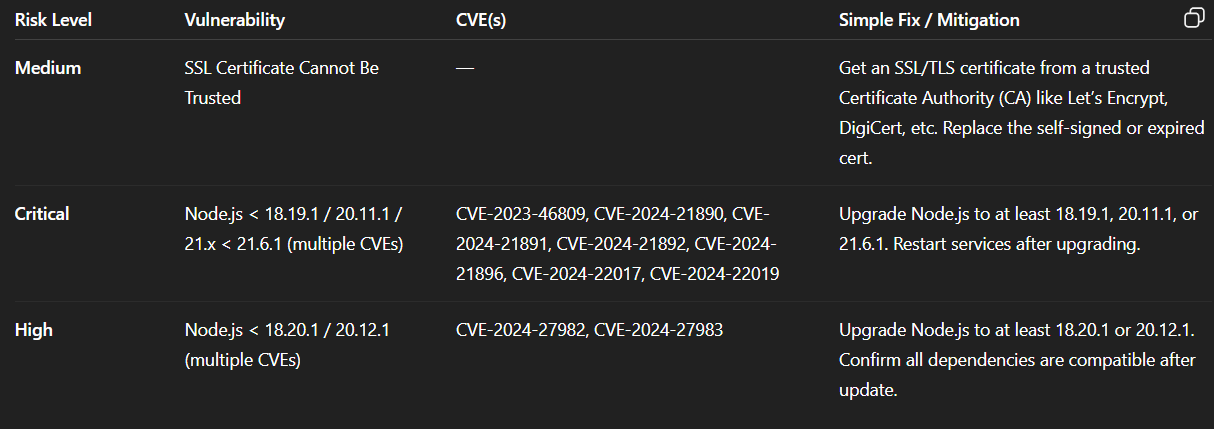 Risk Level Vulnerability CVE(s) Simple Fix / Mitigation
Medium SSL Certificate Cannot Be Trusted — Get an SSL/TLS certificate from a trusted
Certificate Authority (CA) like Let’s Encrypt,
DigiCert, etc. Replace the self-signed or expired
cert.
Critical Node.js < 18.19.1 / 20.11.1 /
21.x < 21.6.1 (multiple CVEs)
CVE-2023-46809, CVE-2024-21890, CVE-
2024-21891, CVE-2024-21892, CVE-2024-
21896, CVE-2024-22017, CVE-2024-22019
Upgrade Node.js to at least 18.19.1, 20.11.1, or
21.6.1. Restart services after upgrading.
High Node.js < 18.20.1 / 20.12.1
(multiple CVEs)
CVE-2024-27982, CVE-2024-27983
Upgrade Node.js to at least 18.20.1 or 20.12.1.
Confirm all dependencies are compatible after
update.